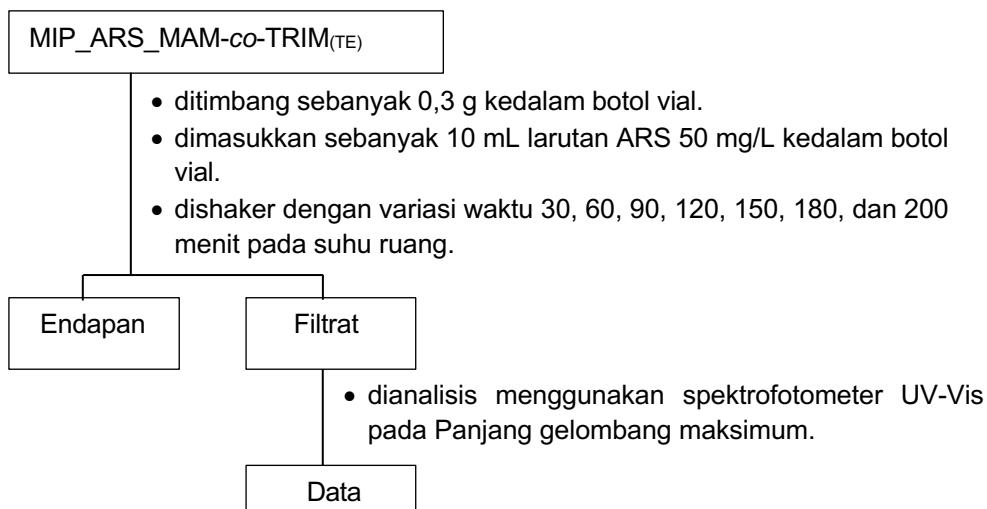 MIP_ARS_MAM-co-TRIM(TE)
• ditimbang sebanyak 0,3 g kedalam botol vial.
• dimasukkan sebanyak 10 mL larutan ARS 50 mg/L kedalam botol
vial.
• dishaker dengan variasi waktu 30, 60, 90, 120, 150, 180, dan 200
menit pada suhu ruang.
Endapan
Filtrat
• dianalisis menggunakan spektrofotometer UV-Vis
pada Panjang gelombang maksimum.
Data